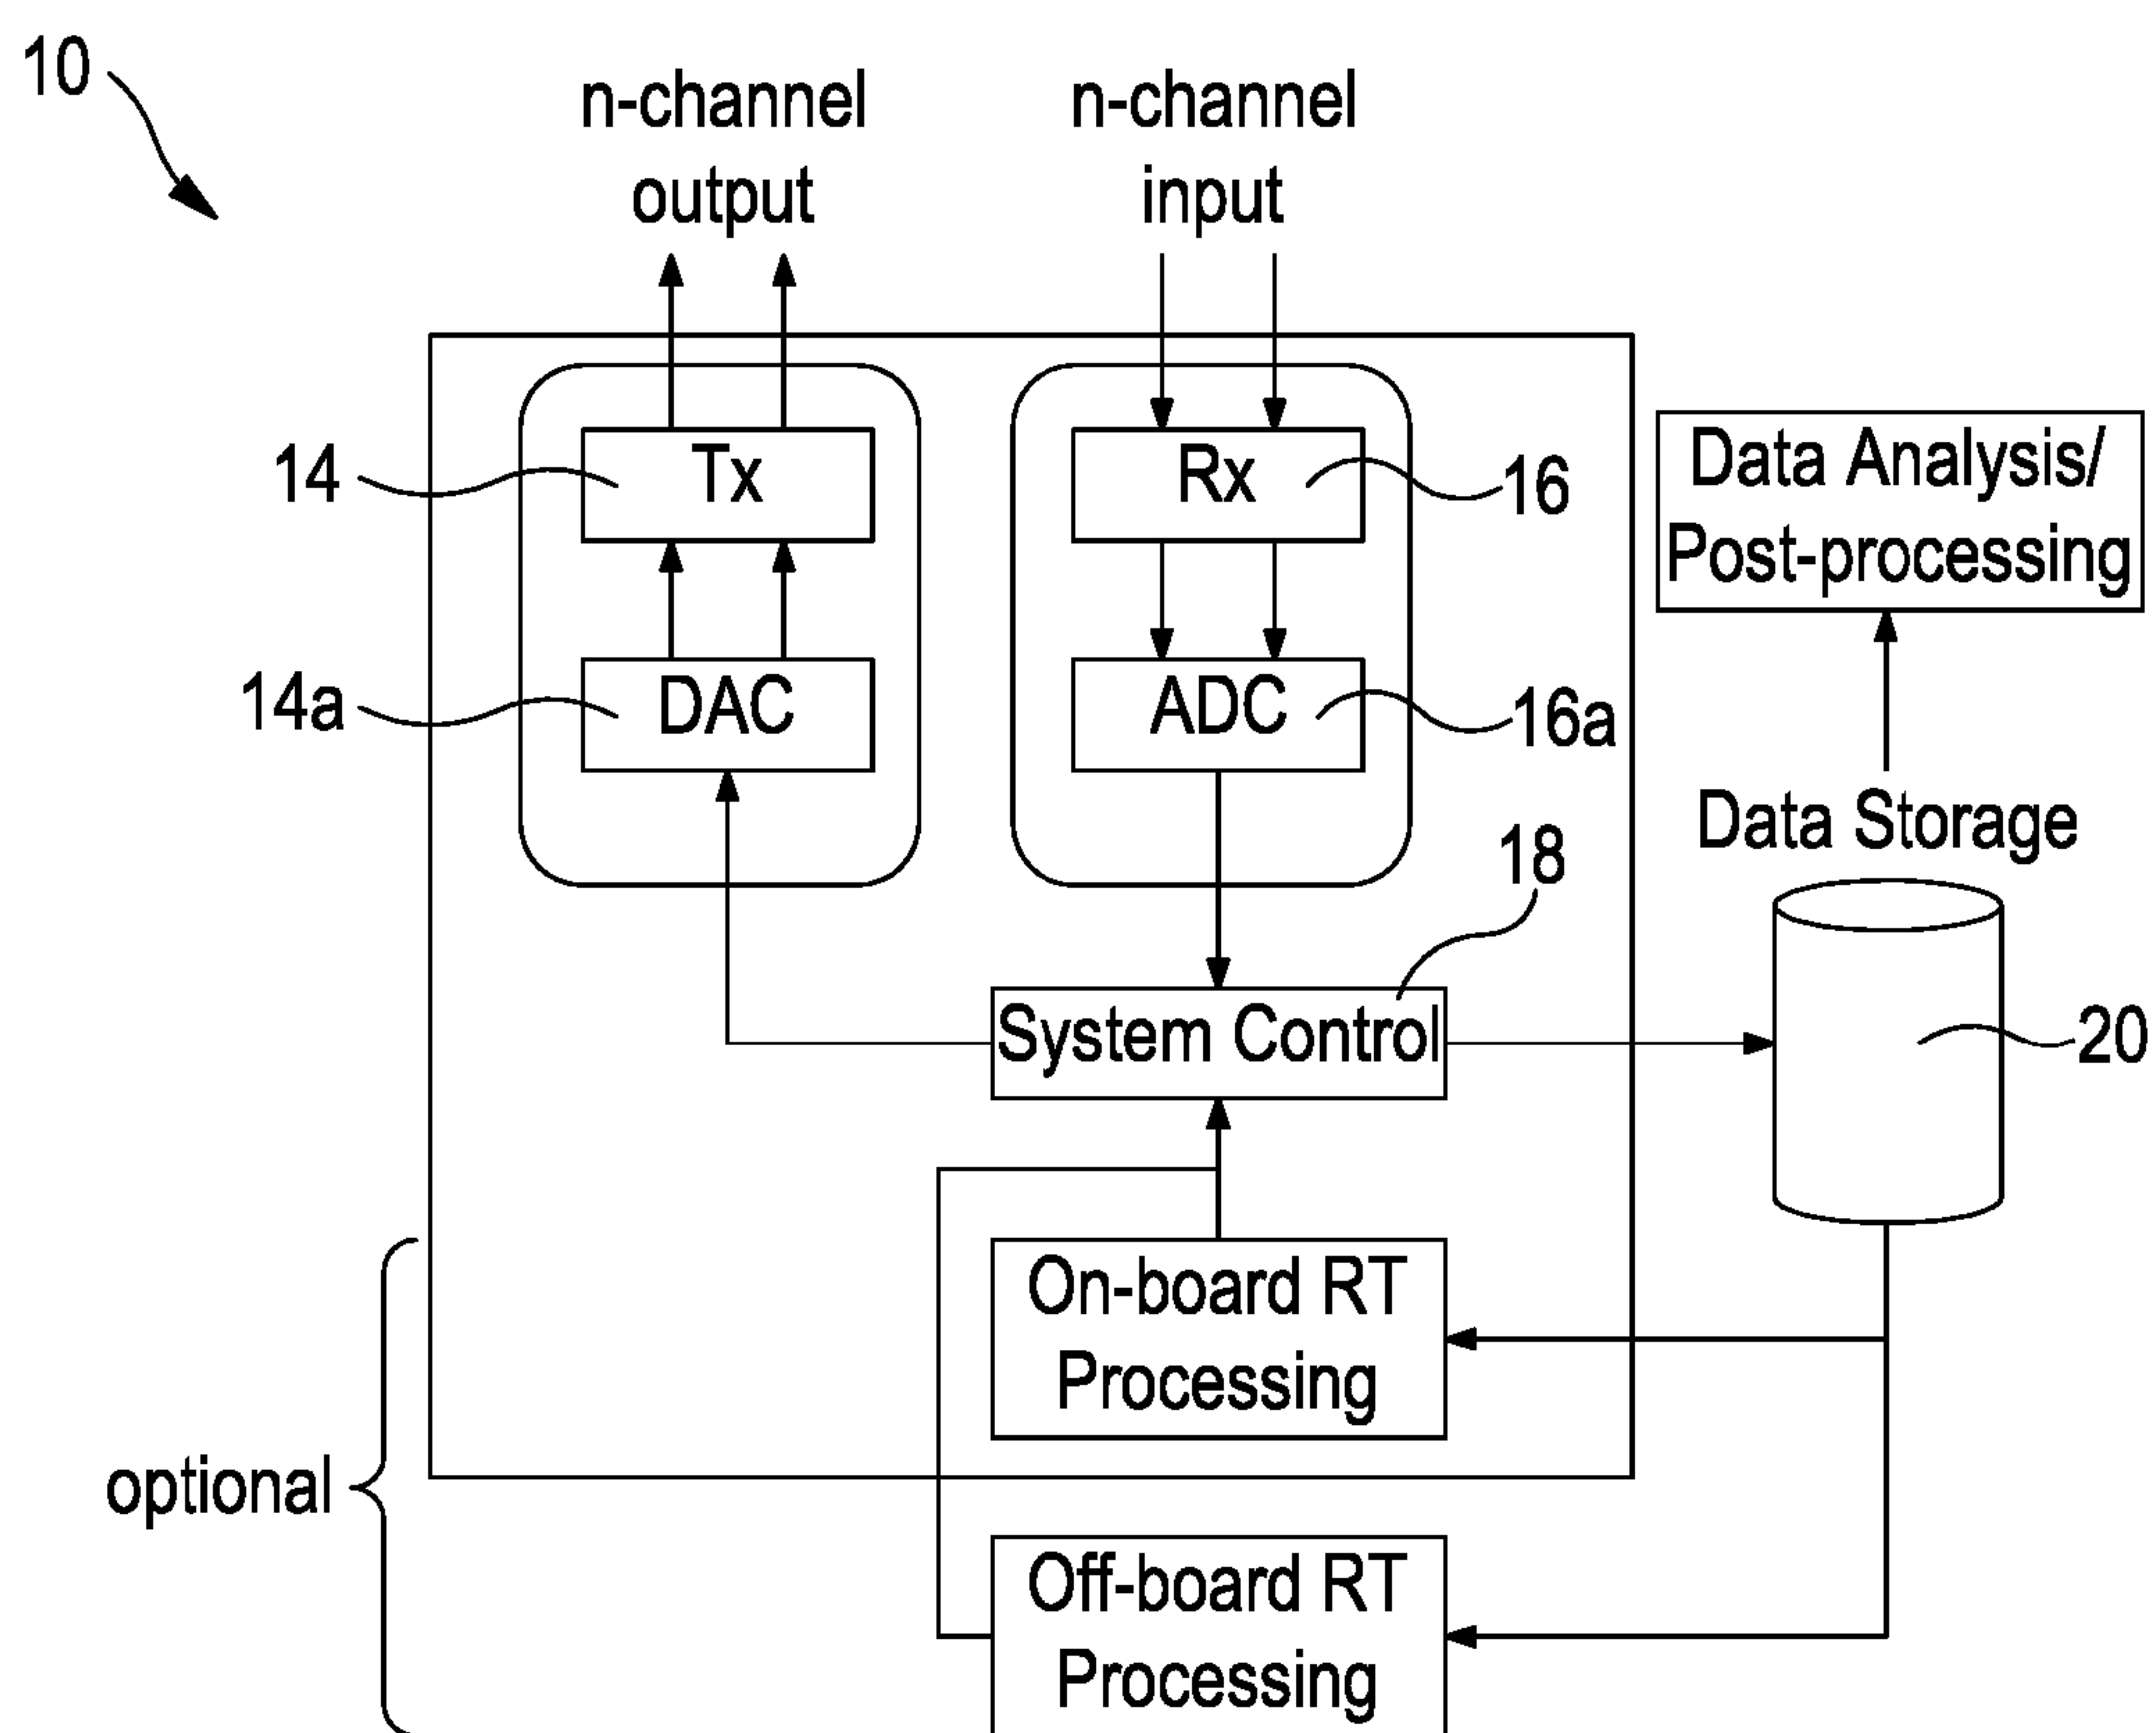 10
n-channel
output
n-channel
input
14
Tx
Rx
16
Data Analysis/
Post-processing
14a
DAC
ADC
16a
Data Storage
18
System Control
20
On-board RT
Processing
optional
Off-board RT
Processing